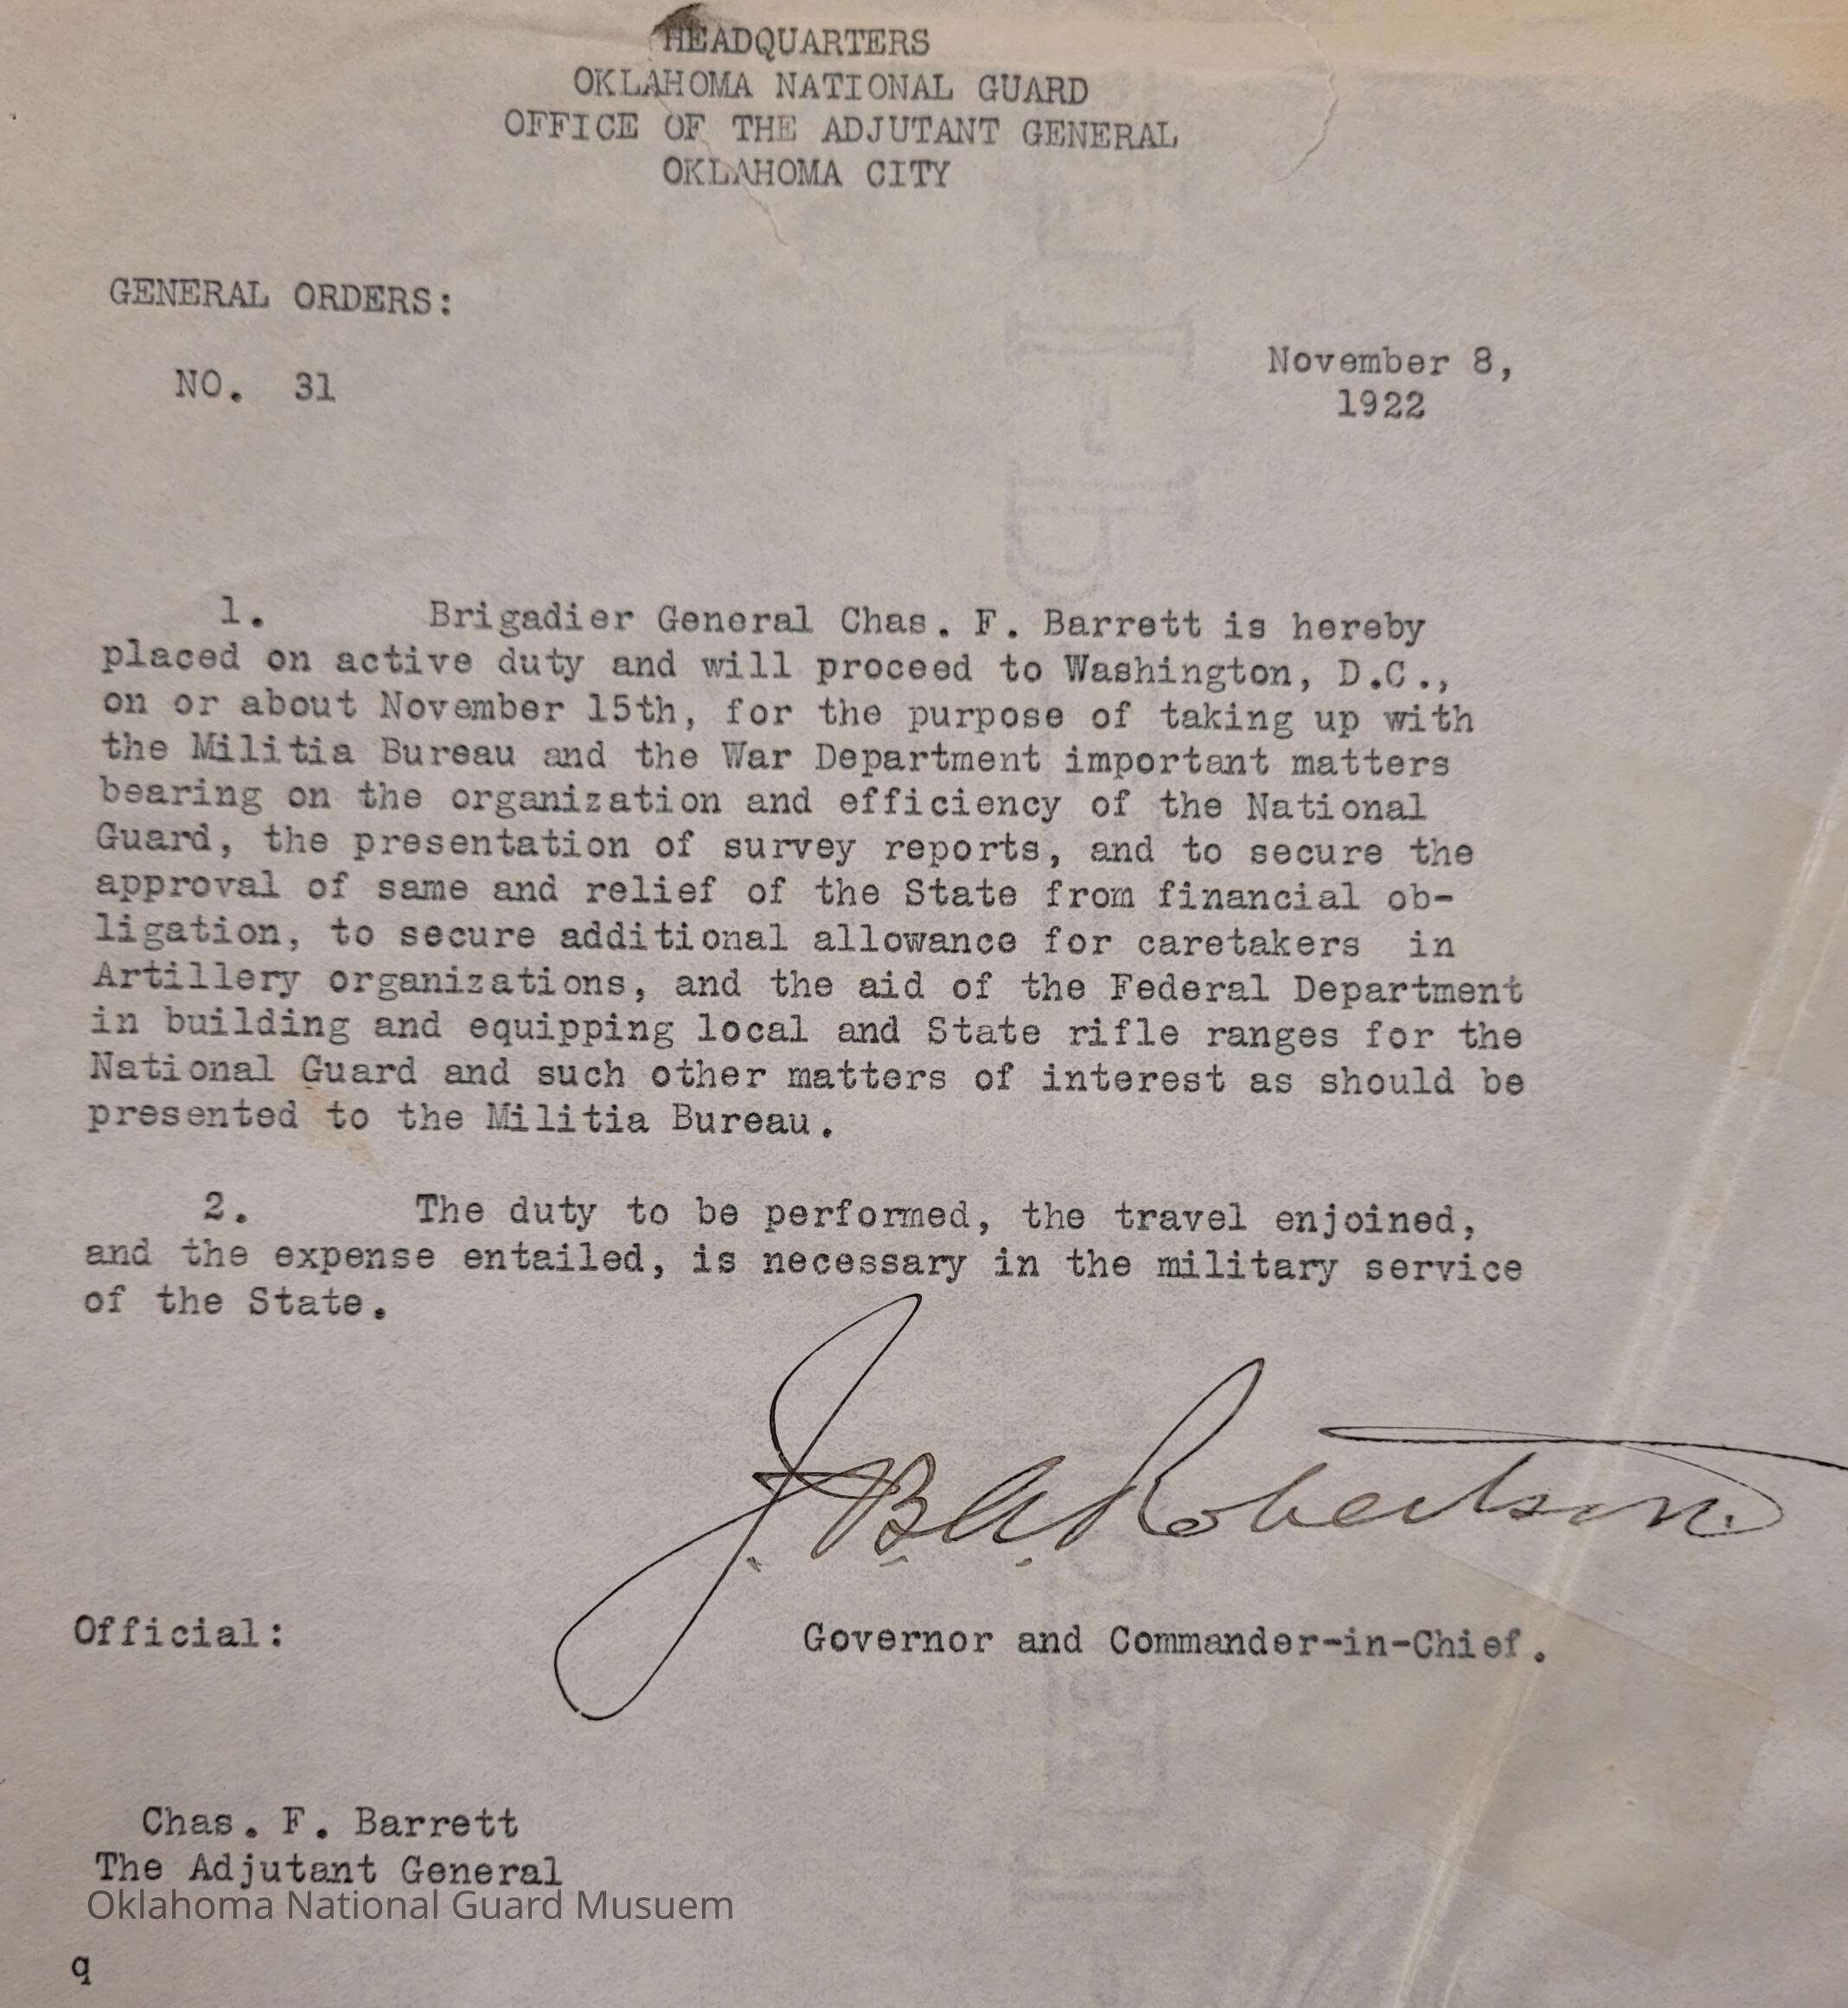 HEADQUARTERS
OKLAHOMA NATIONAL GUARD
OFFICE OF THE ADJUTANT GENERAL
OKLAHOMA CITY
GENERAL ORDERS:
NO. 31
November 8,
1922
1. Brigadier General Chas. F. Barrett is hereby
placed on active duty and will proceed to Washington, D.C.,
on or about November 15th, for the purpose of taking up with
the Militia Bureau and the War Department important matters
bearing on the organization and efficiency of the National
Guard, the presentation of survey reports, and to secure the
approval of same and relief of the State from financial ob-
ligation, to secure additional allowance for caretakers in
Artillery organizations, and the aid of the Federal Department
in building and equipping local and State rifle ranges for the
National Guard and such other matters of interest as should be
presented to the Militia Bureau.
2. The duty to be performed, the travel enjoined,
and the expense entailed, is necessary in the military service
of the State.
J. B. A. Robertson.
Official:
Governor and Commander-in-Chief.
Chas. F. Barrett
The Adjutant General
Oklahoma National Guard Musuem
q